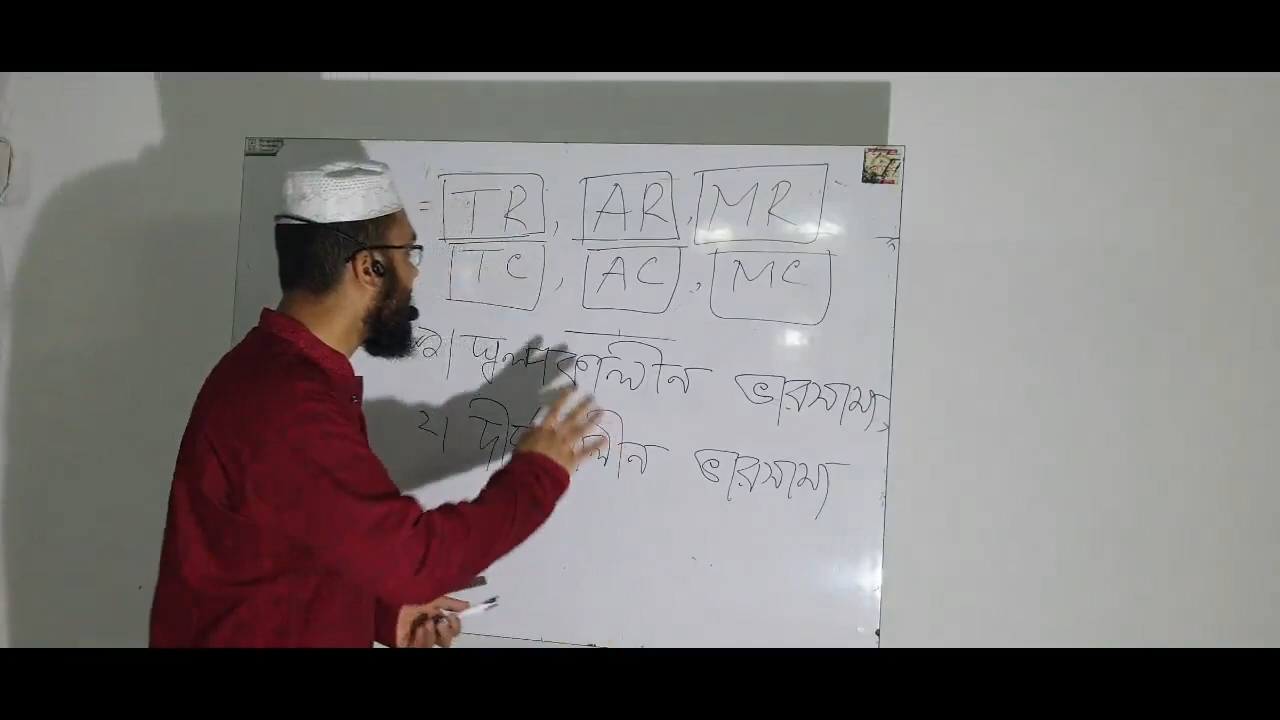 = TR, AR, MR
TC, AC, MC
১। স্বল্পকালীন ভারসাম্য
২। দীর্ঘকালীন ভারসাম্য